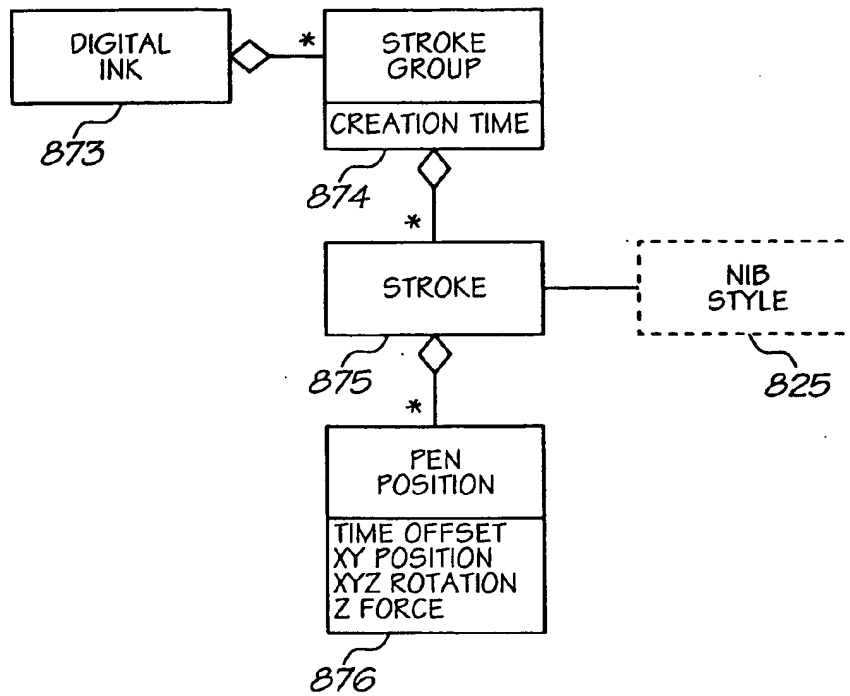 DIGITAL
INK
873
*
STROKE
GROUP
CREATION TIME
874
*
STROKE
875
NIB
STYLE
825
*
PEN
POSITION
TIME OFFSET
XY POSITION
XYZ ROTATION
Z FORCE
876